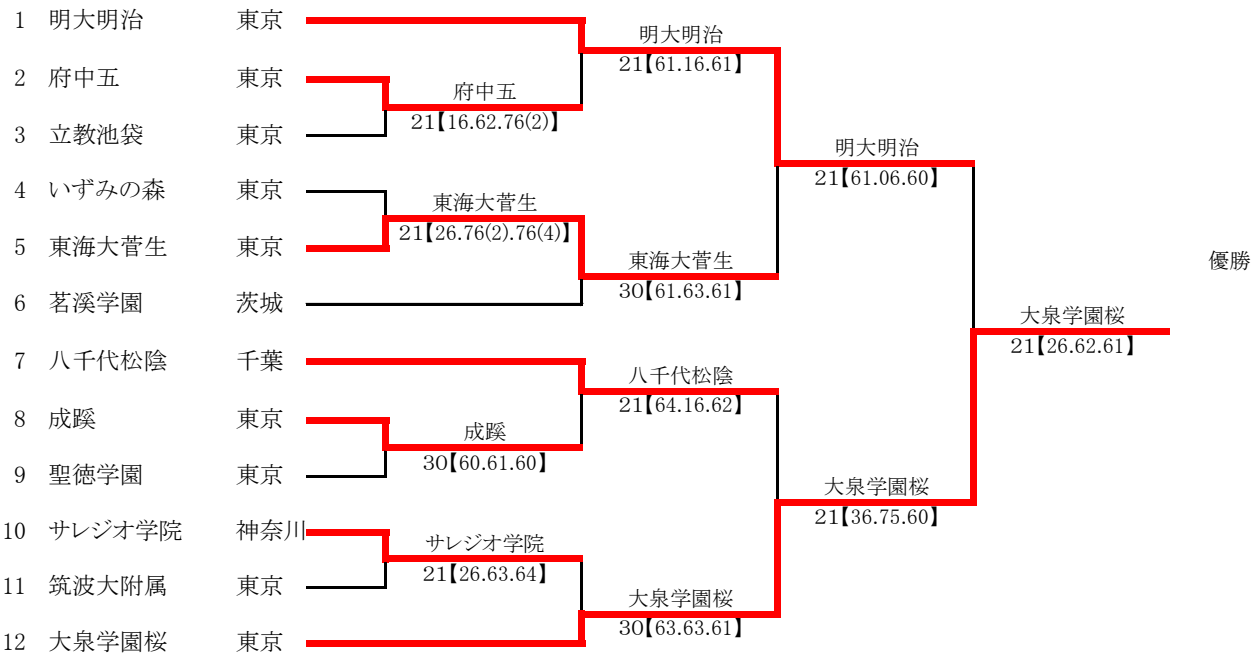 1 明大明治 東京
明大明治
21【61.16.61】
2 府中五 東京
府中五
21【16.62.76(2)】
3 立教池袋 東京
明大明治
21【61.06.60】
4 いずみの森 東京
東海大菅生
21【26.76(2).76(4)】
5 東海大菅生 東京
東海大菅生
30【61.63.61】
優勝
6 茗溪学園 茨城
大泉学園桜
21【26.62.61】
7 八千代松陰 千葉
八千代松陰
21【64.16.62】
8 成蹊 東京
成蹊
30【60.61.60】
9 聖徳学園 東京
大泉学園桜
21【36.75.60】
10 サレジオ学院 神奈川
サレジオ学院
21【26.63.64】
11 筑波大附属 東京
大泉学園桜
30【63.63.61】
12 大泉学園桜 東京